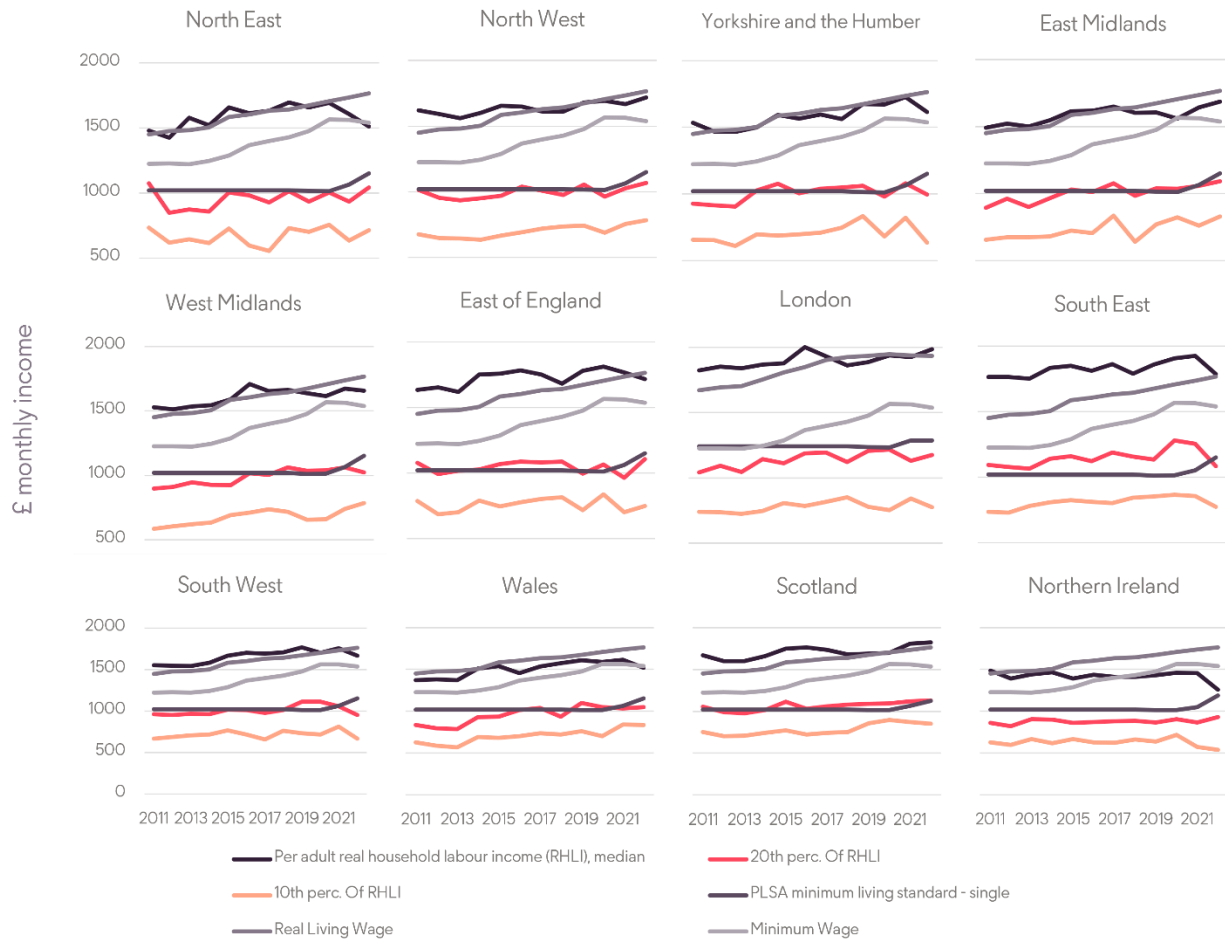 North East
North West
Yorkshire and the Humber
East Midlands
2000
1500
1000
500
West Midlands
East of England
London
South East
2000
1500
1000
500
£ monthly income
South West
Wales
Scotland
Northern Ireland
2000
1500
1000
500
0
2011 2013 2015 2017 2019 2021
2011 2013 2015 2017 2019 2021
2011 2013 2015 2017 2019 2021
2011 2013 2015 2017 2019 2021
Per adult real household labour income (RHLI), median
20th perc. Of RHLI
10th perc. Of RHLI
PLSA minimum living standard - single
Real Living Wage
Minimum Wage